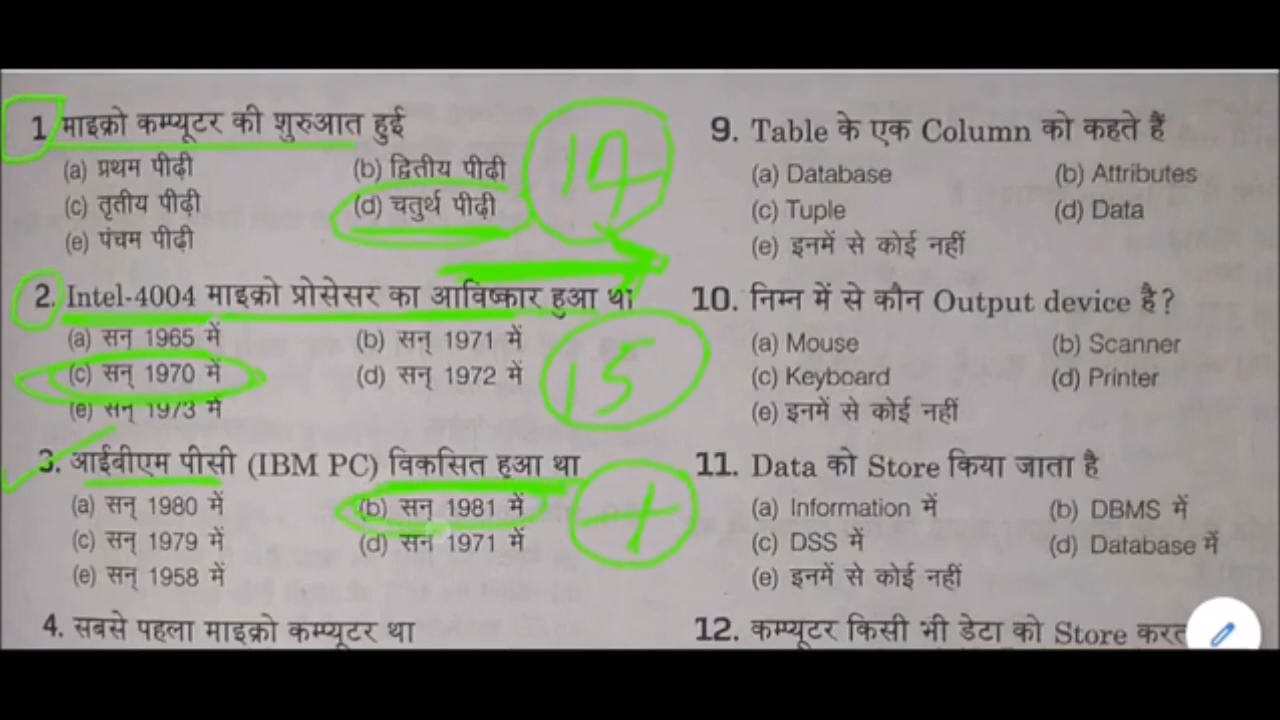 1 माइक्रो कम्प्यूटर की शुरुआत हुई
(a) प्रथम पीढ़ी (b) द्वितीय पीढ़ी
(c) तृतीय पीढ़ी (d) चतुर्थ पीढ़ी
(e) पंचम पीढ़ी
2. Intel-4004 माइक्रो प्रोसेसर का आविष्कार हुआ था
(a) सन् 1965 में (b) सन् 1971 में
(c) सन् 1970 में (d) सन् 1972 में
(e) सन् 1973 में
15
3. आईबीएम पीसी (IBM PC) विकसित हुआ था
(a) सन् 1980 में (b) सन् 1981 में
(c) सन् 1979 में (d) सन् 1971 में
(e) सन् 1958 में
4. सबसे पहला माइक्रो कम्प्यूटर था
9. Table के एक Column को कहते हैं
(a) Database (b) Attributes
(c) Tuple (d) Data
(e) इनमें से कोई नहीं
10. निम्न में से कौन Output device है?
(a) Mouse (b) Scanner
(c) Keyboard (d) Printer
(e) इनमें से कोई नहीं
11. Data को Store किया जाता है
(a) Information में (b) DBMS में
(c) DSS में (d) Database में
(e) इनमें से कोई नहीं
12. कम्प्यूटर किसी भी डेटा को Store करत